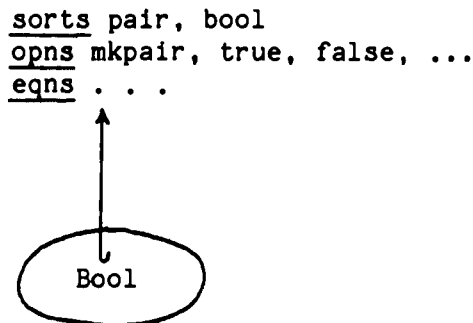 sorts pair, bool
opns mkpair, true, false, ...
eqns . . .
Bool